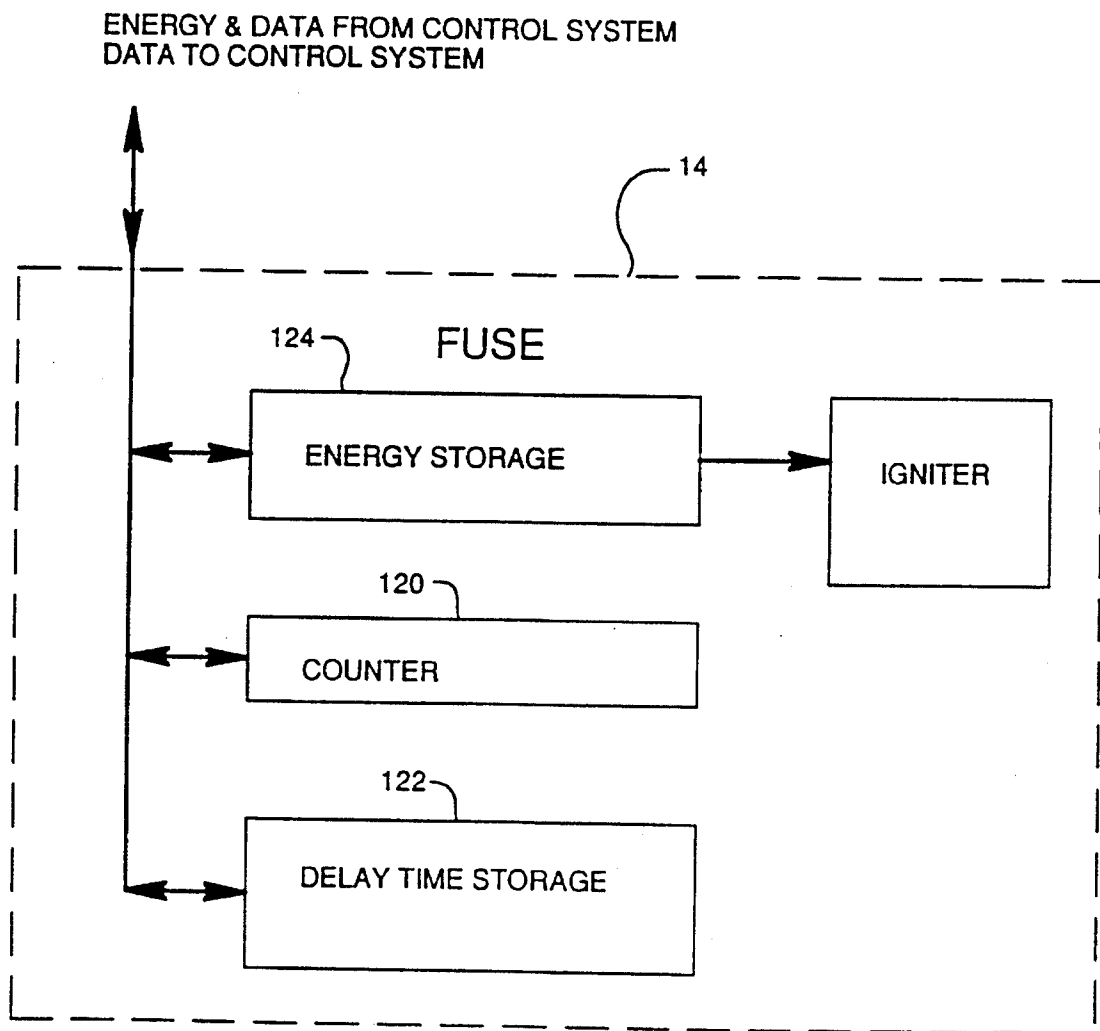 ENERGY & DATA FROM CONTROL SYSTEM
DATA TO CONTROL SYSTEM
14
124
FUSE
ENERGY STORAGE
IGNITER
120
COUNTER
122
DELAY TIME STORAGE